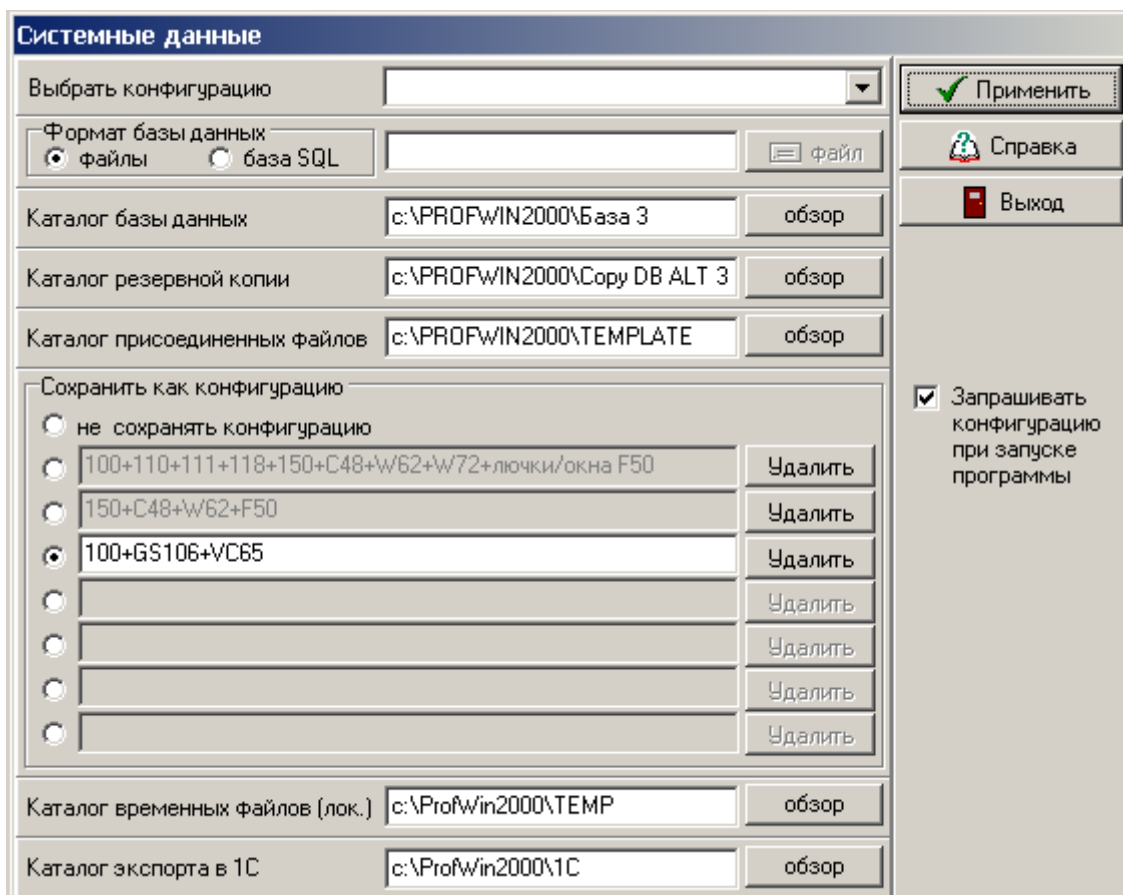 Системные данные
Выбрать конфигурацию
Применить
Формат базы данных
файлы база SQL
файл
Справка
Каталог базы данных
c:\PROFWIN2000\База 3
обзор
Выход
Каталог резервной копии
c:\PROFWIN2000\Copy DB ALT 3
обзор
Каталог присоединенных файлов
c:\PROFWIN2000\TEMPLATE
обзор
Сохранить как конфигурацию
не сохранять конфигурацию
100+110+111+118+150+C48+W62+W72+лючки/окна F50
Удалить
150+C48+W62+F50
Удалить
100+GS106+VC65
Удалить
Удалить
Удалить
Удалить
Удалить
Запрашивать
конфигурацию
при запуске
программы
Каталог временных файлов (лок.)
c:\ProfWin2000\TEMP
обзор
Каталог экспорта в 1С
c:\ProfWin2000\1C
обзор